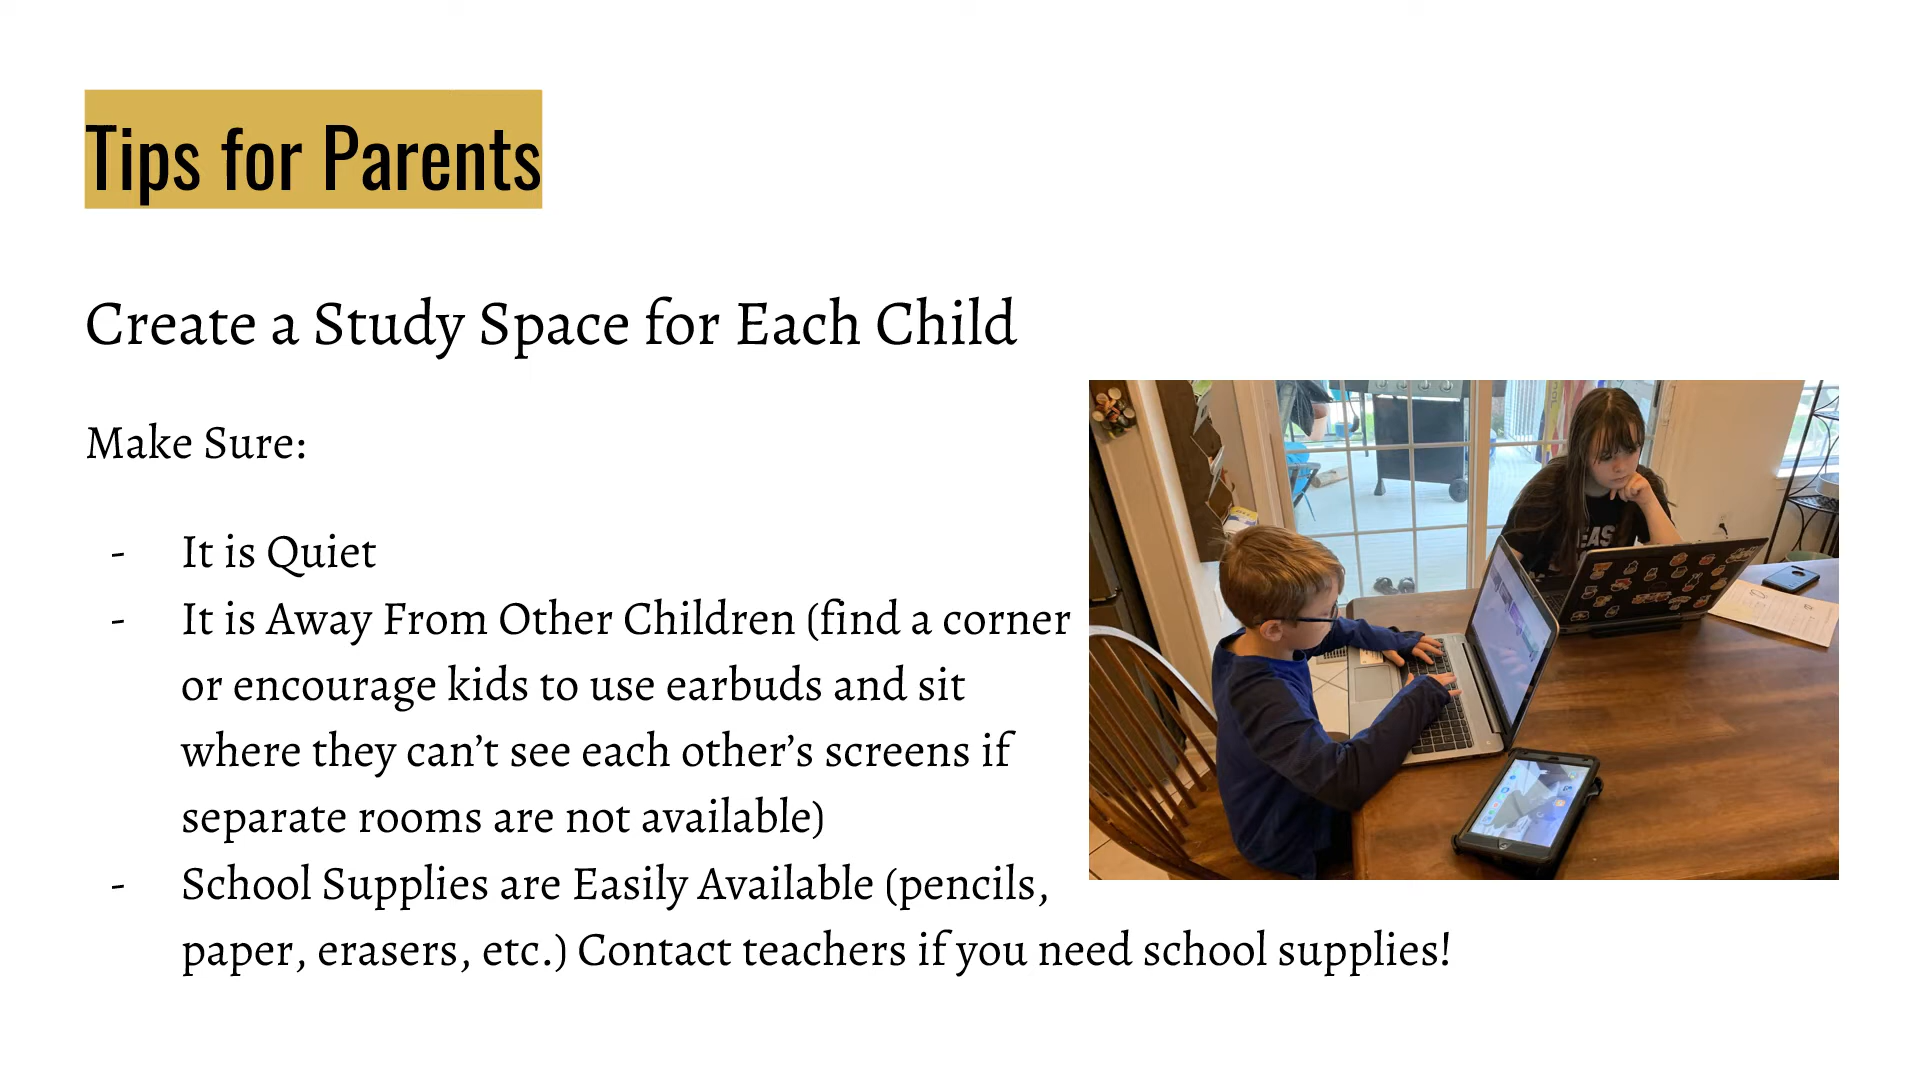 Tips for Parents
Create a Study Space for Each Child
Make Sure:
- It is Quiet
- It is Away From Other Children (find a corner
or encourage kids to use earbuds and sit
where they can’t see each other’s screens if
separate rooms are not available)
- School Supplies are Easily Available (pencils,
paper, erasers, etc.) Contact teachers if you need school supplies!